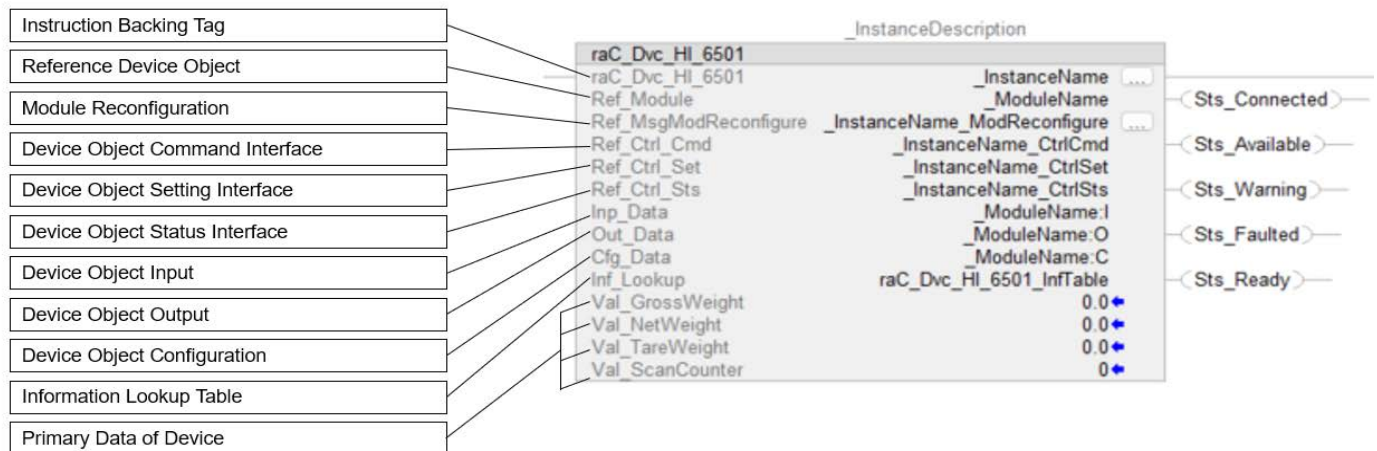 Instruction Backing Tag
Reference Device Object
Module Reconfiguration
Device Object Command Interface
Device Object Setting Interface
Device Object Status Interface
Device Object Input
Device Object Output
Device Object Configuration
Information Lookup Table
Primary Data of Device
_InstanceDescription
raC_Dvc_HI_6501
raC_Dvc_HI_6501 _InstanceName ...
Ref_Module _ModuleName Sts_Connected
Ref_MsgModReconfigure _InstanceName_ModReconfigure ...
Ref_Ctrl_Cmd _InstanceName_CtrlCmd Sts_Available
Ref_Ctrl_Set _InstanceName_CtrlSet
Ref_Ctrl_Sts _InstanceName_CtrlSts Sts_Warning
Inp_Data _ModuleName:I
Out_Data _ModuleName:O Sts_Faulted
Cfg_Data _ModuleName:C
Inf_Lookup raC_Dvc_HI_6501_InfTable Sts_Ready
Val_GrossWeight 0.0
Val_NetWeight 0.0
Val_TareWeight 0.0
Val_ScanCounter 0